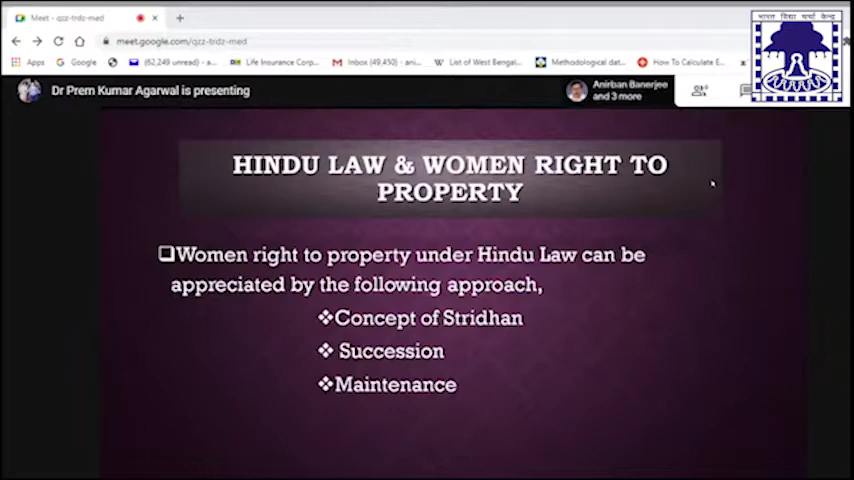 Meet - qzz-trdz-med
meet.google.com/qzz-trdz-med
Apps Google (62,249 unread) - a... Life Insurance Corp... Inbox (49,450) - ani... List of West Bengal... Methodological dat... How To Calculate E...
भारत विद्या चर्चा केन्द्र
Dr Prem Kumar Agarwal is presenting
Anirban Banerjee
and 3 more
HINDU LAW & WOMEN RIGHT TO
PROPERTY
❑Women right to property under Hindu Law can be
appreciated by the following approach,
❖Concept of Stridhan
❖ Succession
❖Maintenance